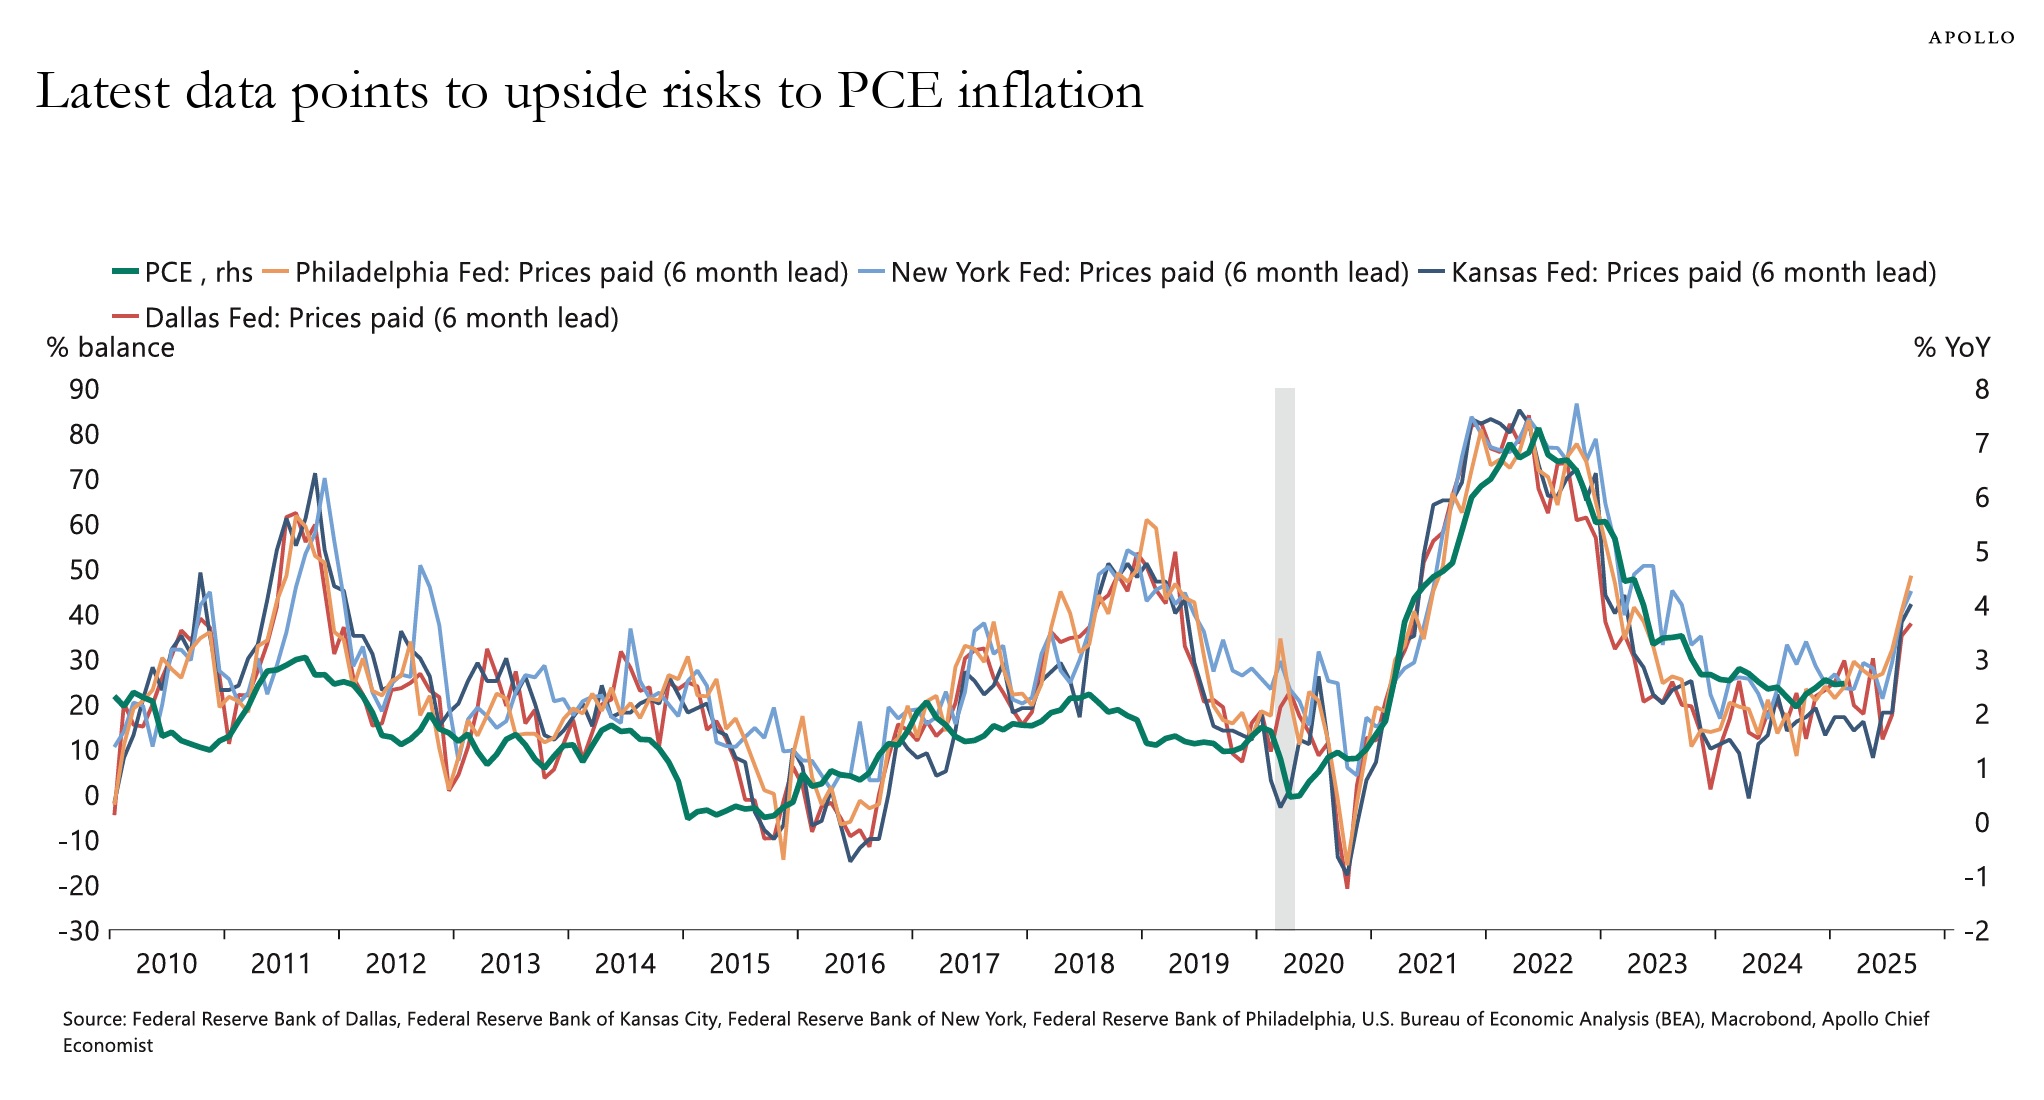 APOLLO
Latest data points to upside risks to PCE inflation
PCE , rhs Philadelphia Fed: Prices paid (6 month lead) New York Fed: Prices paid (6 month lead) Kansas Fed: Prices paid (6 month lead)
Dallas Fed: Prices paid (6 month lead)
% balance % YoY
90 8
80 7
70 6
60 5
50 4
40 3
30 2
20 1
10 0
0 -1
-10 -2
-20
-30
2010 2011 2012 2013 2014 2015 2016 2017 2018 2019 2020 2021 2022 2023 2024 2025
Source: Federal Reserve Bank of Dallas, Federal Reserve Bank of Kansas City, Federal Reserve Bank of New York, Federal Reserve Bank of Philadelphia, U.S. Bureau of Economic Analysis (BEA), Macrobond, Apollo Chief
Economist